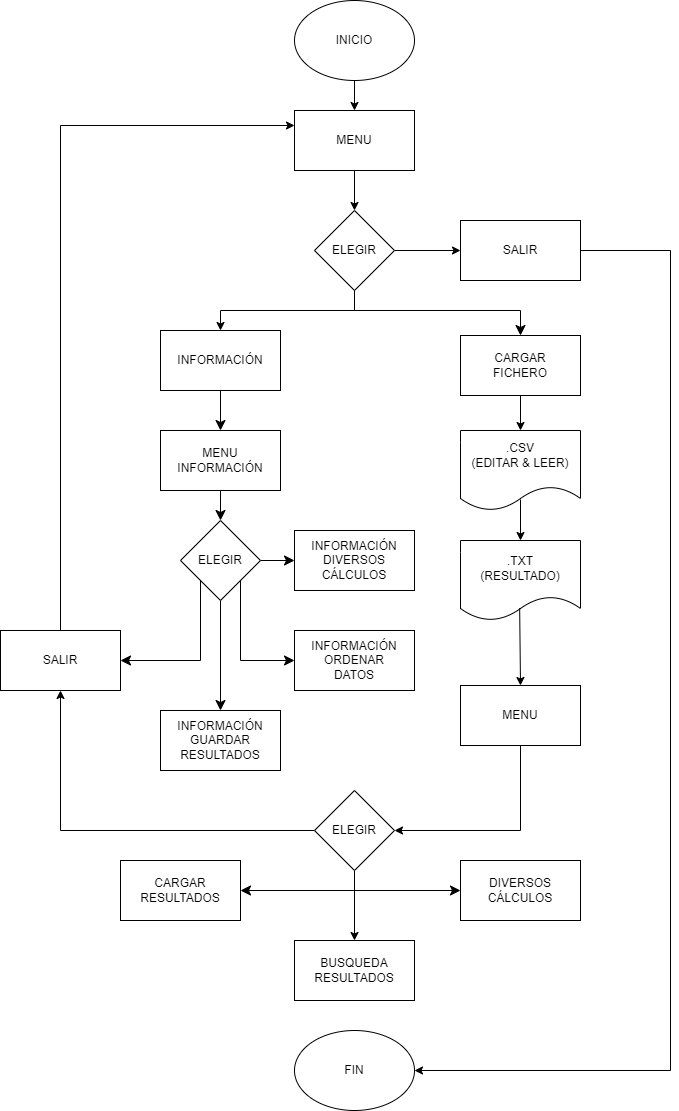 INICIO
MENU
ELEGIR
SALIR
INFORMACIÓN
CARGAR
FICHERO
MENU
INFORMACIÓN
.CSV
(EDITAR & LEER)
ELEGIR
INFORMACIÓN
DIVERSOS
CÁLCULOS
.TXT
(RESULTADO)
SALIR
INFORMACIÓN
ORDENAR
DATOS
INFORMACIÓN
GUARDAR
RESULTADOS
MENU
ELEGIR
CARGAR
RESULTADOS
DIVERSOS
CÁLCULOS
BUSQUEDA
RESULTADOS
FIN